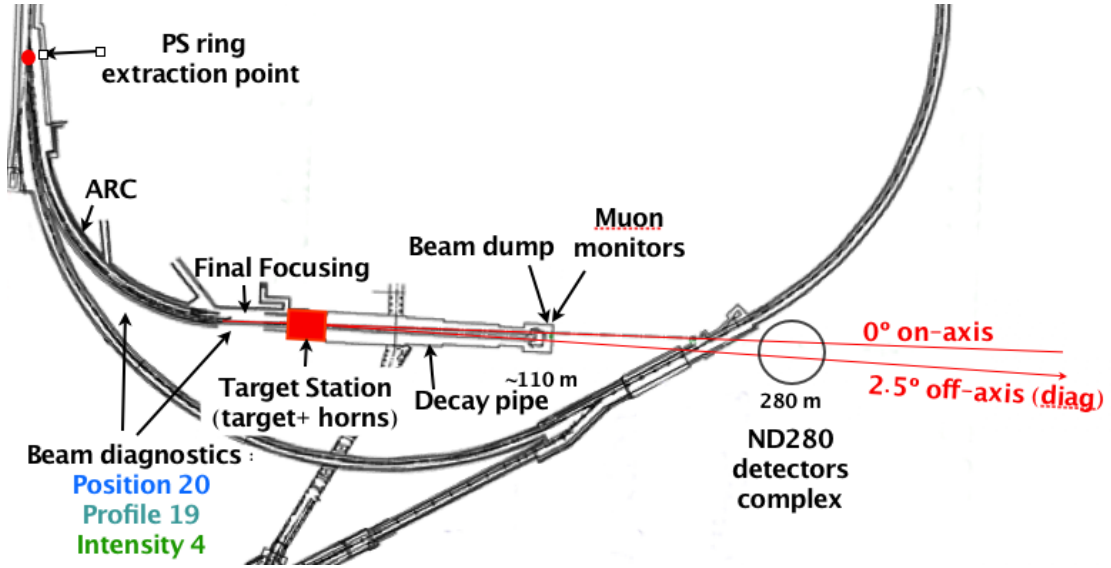 PS ring
extraction point
ARC
Final Focusing
Beam dump
Muon
monitors
0° on-axis
2.5° off-axis (diag)
~110 m
280 m
Target Station
(target+ horns)
Decay pipe
ND280
detectors
complex
Beam diagnostics :
Position 20
Profile 19
Intensity 4